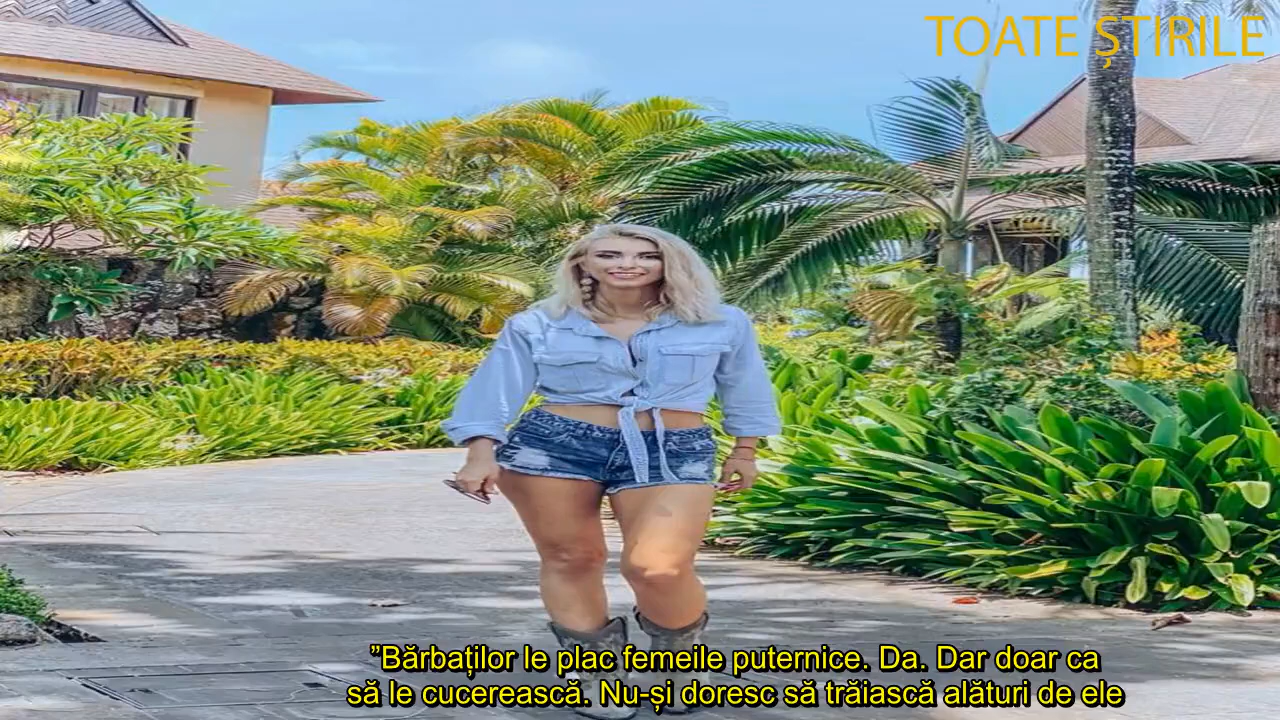 TOATE ȘTIRILE
”Bărbaților le plac femeile puternice. Da. Dar doar ca
să le cucerească. Nu-și doresc să trăiască alături de ele